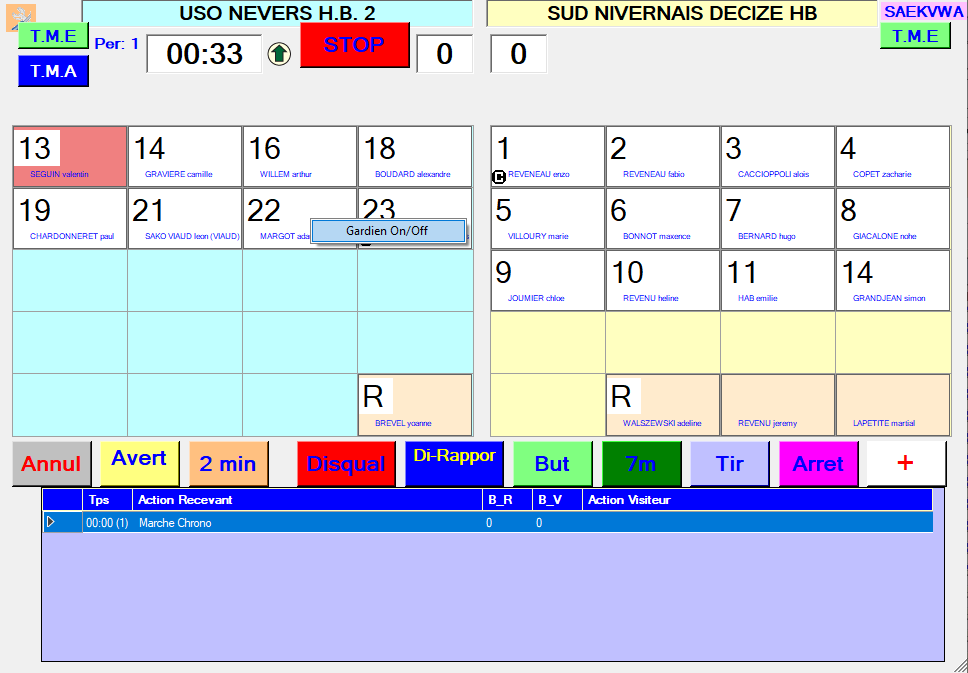 USO NEVERS H.B. 2
SUD NIVERNAIS DECIZE HB
SAEKVWA
T.M.E
Per: 1
00:33
STOP
0
0
T.M.E
T.M.A
13
SEGUIN valentin
14
GRAVIERE camille
16
WILLEM arthur
18
BOUDARD alexandre
1
C
REVENEAU enzo
2
REVENEAU fabio
3
CACCIOPPOLI alois
4
COPET zacharie
19
CHARDONNERET paul
21
SAKO VIAUD leon (VIAUD)
22
MARGOT ada
23
Gardien On/Off
5
VILLOURY marie
6
BONNOT maxence
7
BERNARD hugo
8
GIACALONE nohe
9
JOUMIER chloe
10
REVENU heline
11
HAB emilie
14
GRANDJEAN simon
R
BREVEL yoanne
R
WALSZEWSKI adeline
REVENU jeremy
LAPETITE martial
Annul
Avert
2 min
Disqual
Di-Rappor
But
7m
Tir
Arret
+
Tps Action Recevant B_R B_V Action Visiteur
00:00 (1) Marche Chrono 0 0